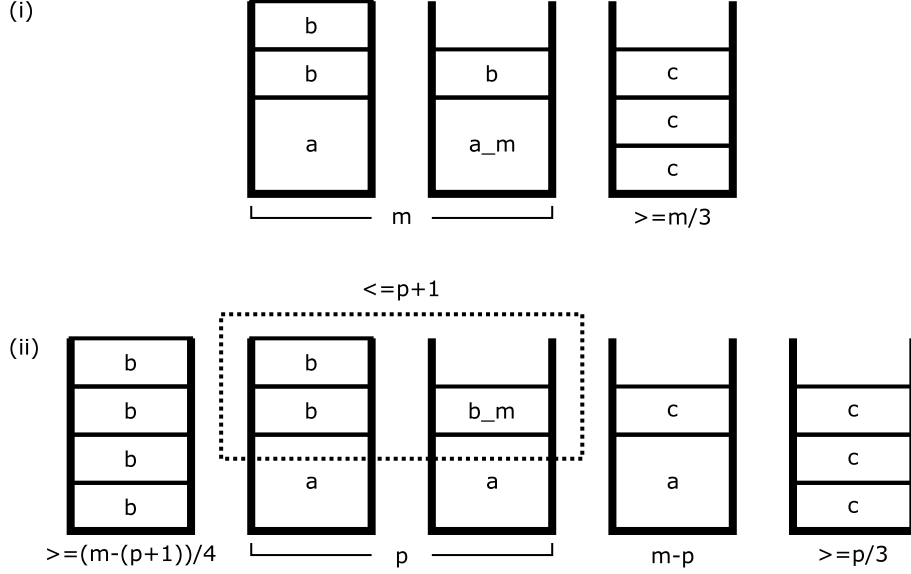 (i)
b
b b c
c
a a_m
c
m >=m/3
<=p+1
(ii)
b b
b b b_m c c
b c
a a a
b c
>=(m-(p+1))/4 p m-p >=p/3